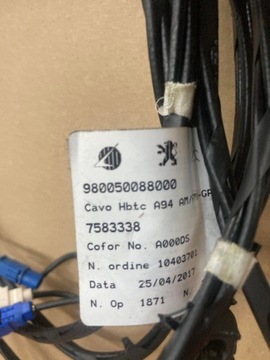 980050088000
Cavo Hbtc A94 AM/
7583338
Cofor No. A000DS
N. ordine 10403701
Data 25/04/2017
N. Op 1871 N.